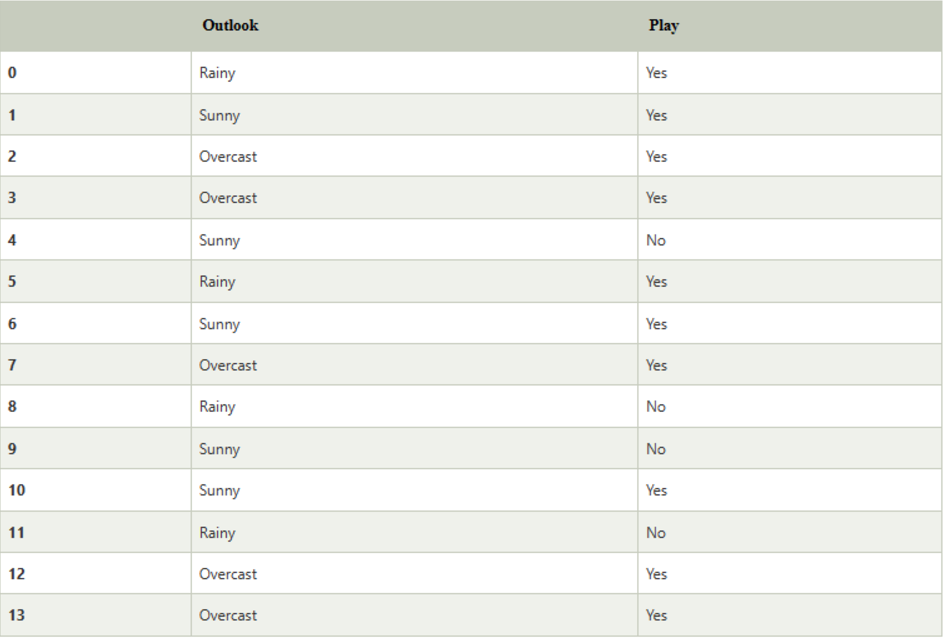 Outlook Play
0 Rainy Yes
1 Sunny Yes
2 Overcast Yes
3 Overcast Yes
4 Sunny No
5 Rainy Yes
6 Sunny Yes
7 Overcast Yes
8 Rainy No
9 Sunny No
10 Sunny Yes
11 Rainy No
12 Overcast Yes
13 Overcast Yes